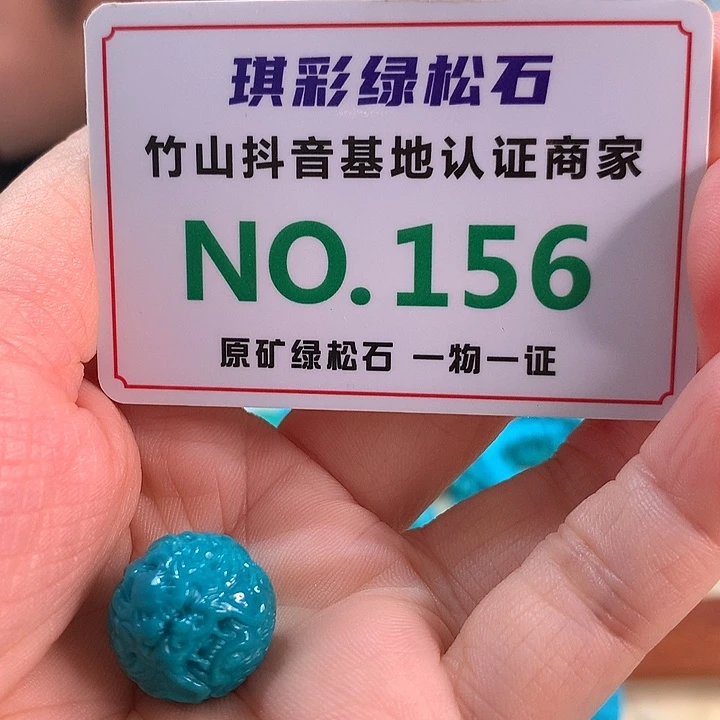 琪彩绿松石
竹山抖音基地认证商家
NO.156
原矿绿松石 一物一证